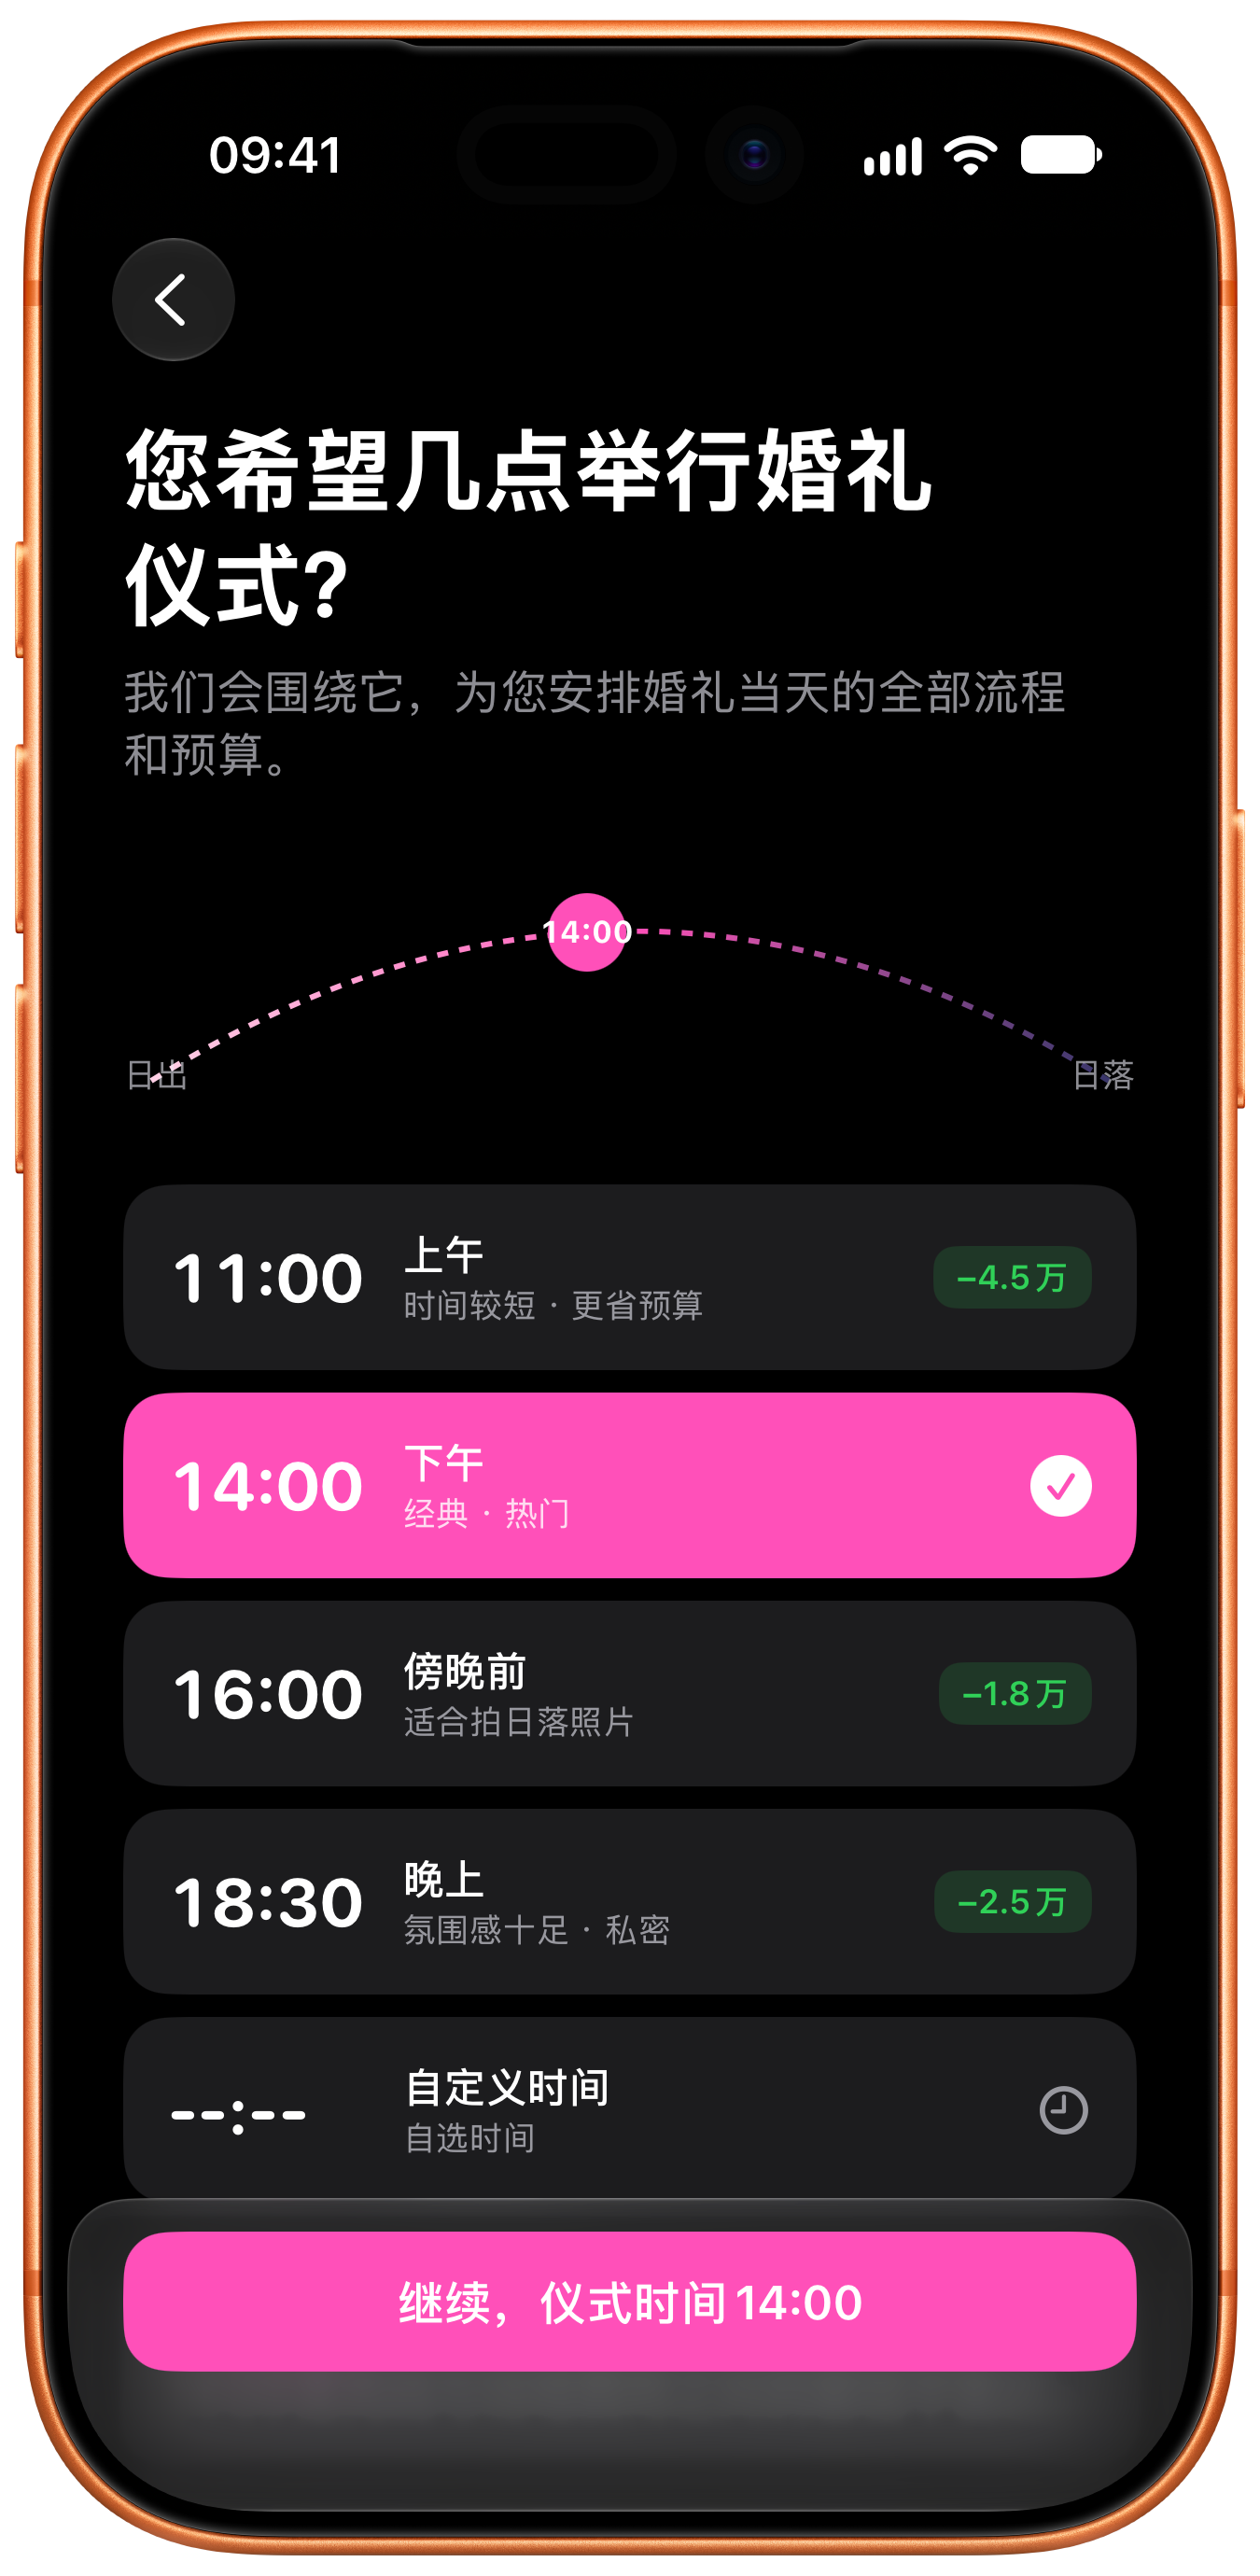 09:41
您希望几点举行婚礼
仪式?
我们会围绕它，为您安排婚礼当天的全部流程
和预算。
14:00
日出
日落
11:00
上午
时间较短 · 更省预算
–4.5 万
14:00
下午
经典 · 热门
16:00
傍晚前
适合拍日落照片
–1.8 万
18:30
晚上
氛围感十足 · 私密
–2.5 万
--:--
自定义时间
自选时间
继续，仪式时间 14:00